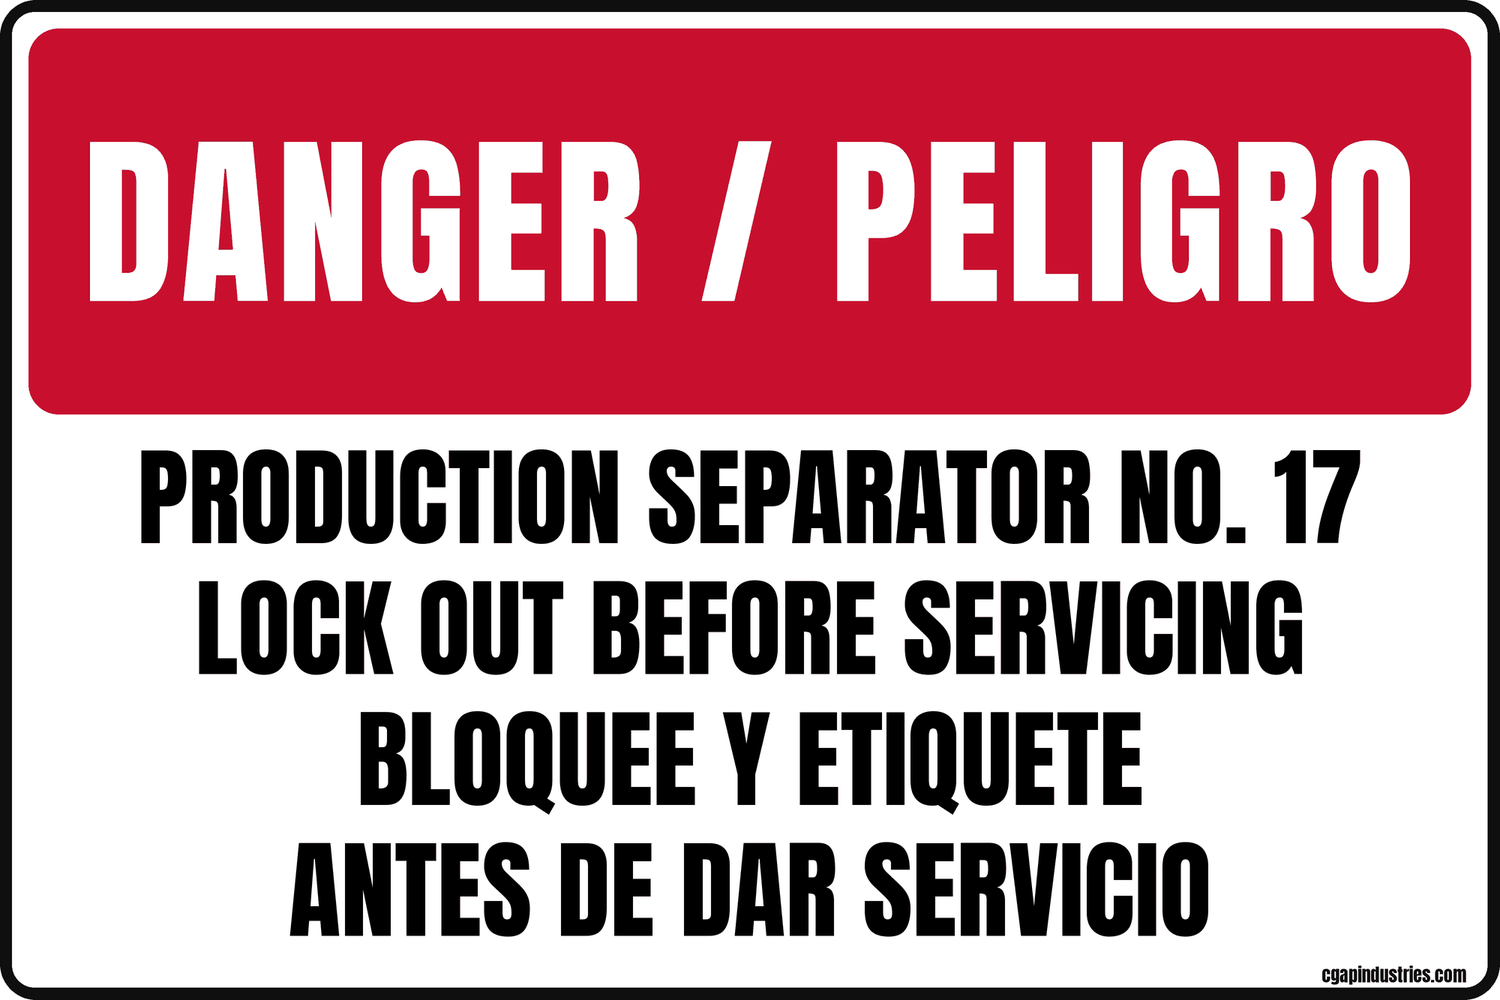 DANGER / PELIGRO
PRODUCTION SEPARATOR NO. 17
LOCK OUT BEFORE SERVICING
BLOQUEE Y ETIQUETE
ANTES DE DAR SERVICIO
cgapindustries.com